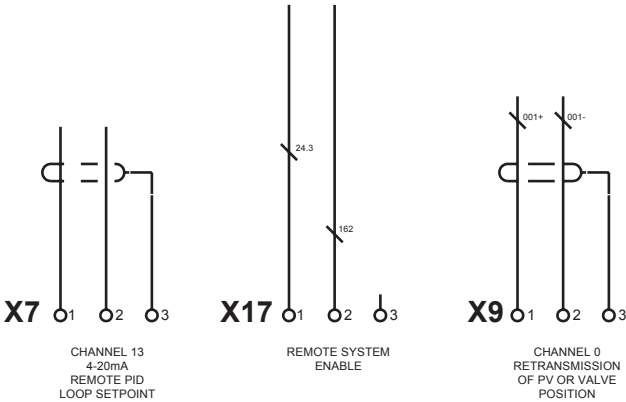 001+ 001-
24.3
162
X7 1 2 3
X17 1 2 3
X9 1 2 3
CHANNEL 13
4-20mA
REMOTE PID
LOOP SETPOINT
REMOTE SYSTEM
ENABLE
CHANNEL 0
RETRANSMISSION
OF PV OR VALVE
POSITION